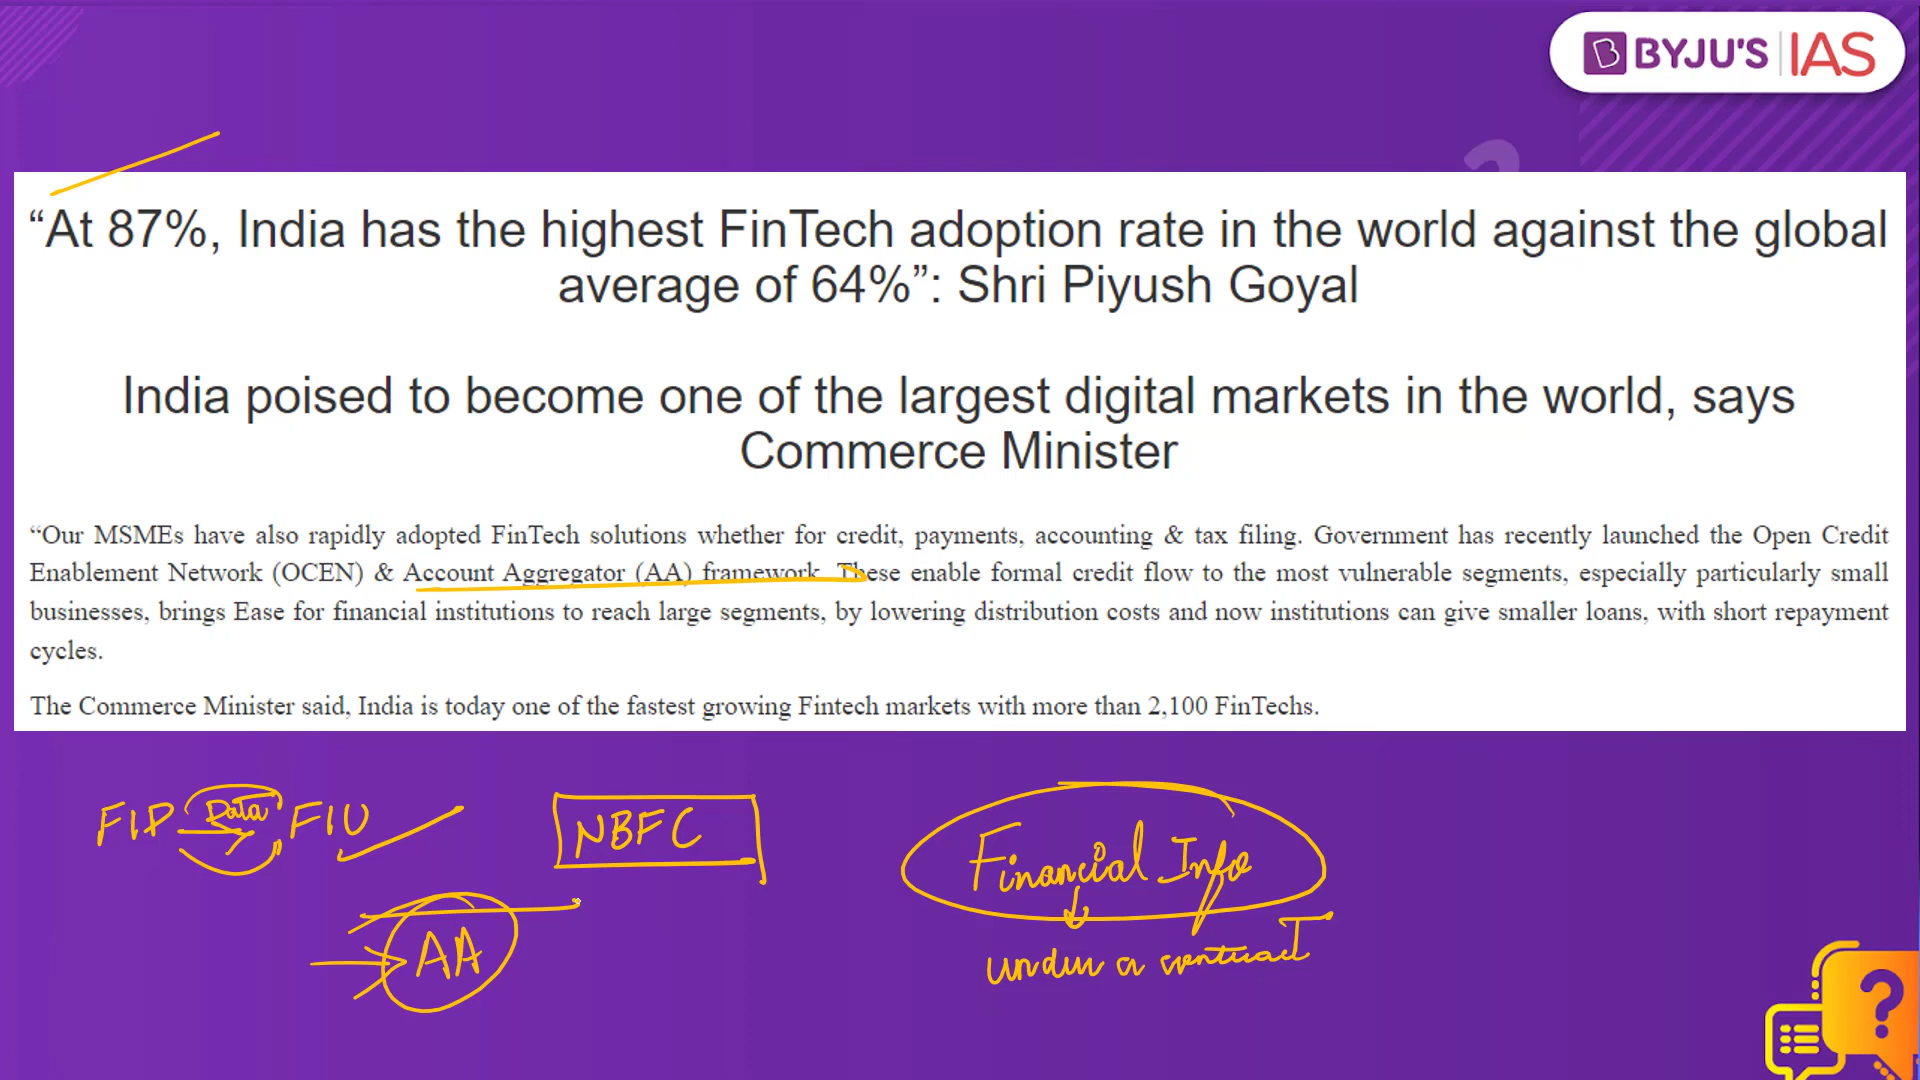 BYJU'S IAS
“At 87%, India has the highest FinTech adoption rate in the world against the global
average of 64%”: Shri Piyush Goyal
India poised to become one of the largest digital markets in the world, says
Commerce Minister
“Our MSMEs have also rapidly adopted FinTech solutions whether for credit, payments, accounting & tax filing. Government has recently launched the Open Credit
Enablement Network (OCEN) & Account Aggregator (AA) framework. These enable formal credit flow to the most vulnerable segments, especially particularly small
businesses, brings Ease for financial institutions to reach large segments, by lowering distribution costs and now institutions can give smaller loans, with short repayment
cycles.
The Commerce Minister said, India is today one of the fastest growing Fintech markets with more than 2,100 FinTechs.
FIP Data FIU
NBFC
Financial Info
AA
under a contract